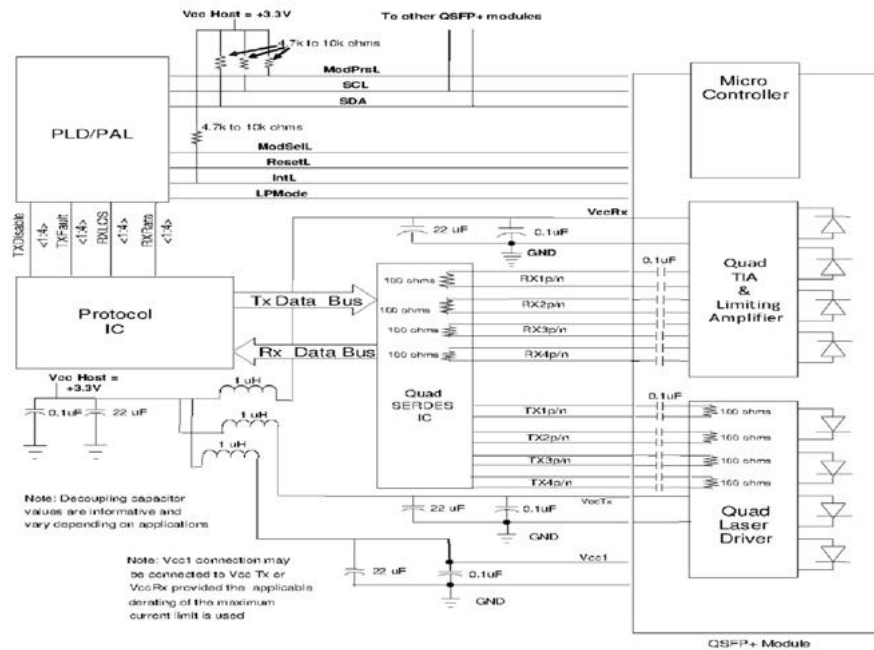 Vcc Host = +3.3V
To other QSFP+ modules
4.7k to 10k ohms
ModPrsL
SCL
SDA
Micro
Controller
PLD/PAL
4.7k to 10k ohms
ModSelL
ResetL
IntL
LPMode
TXDisable
<1:4>
TXFault
<1:4>
RXLOS
<1:4>
RXRate
<1:4>
VccRx
22 uF
0.1uF
GND
Quad
TIA
&
Limiting
Amplifier
0.1uF
100 ohms
RX1p/n
100 ohms
RX2p/n
100 ohms
RX3p/n
100 ohms
RX4p/n
Protocol
IC
Tx Data Bus
Rx Data Bus
Quad
SERDES
IC
Vcc Host =
+3.3V
0.1uF
22 uF
1 uH
1 uH
1 uH
0.1uF
TX1p/n
100 ohms
TX2p/n
100 ohms
TX3p/n
100 ohms
TX4p/n
100 ohms
VccTx
22 uF
0.1uF
GND
Quad
Laser
Driver
Note: Decoupling capacitor
values are informative and
vary depending on applications
Note: Vcc1 connection may
be connected to Vcc Tx or
VccRx provided the applicable
derating of the maximum
current limit is used
Vcc1
22 uF
0.1uF
GND
QSFP+ Module